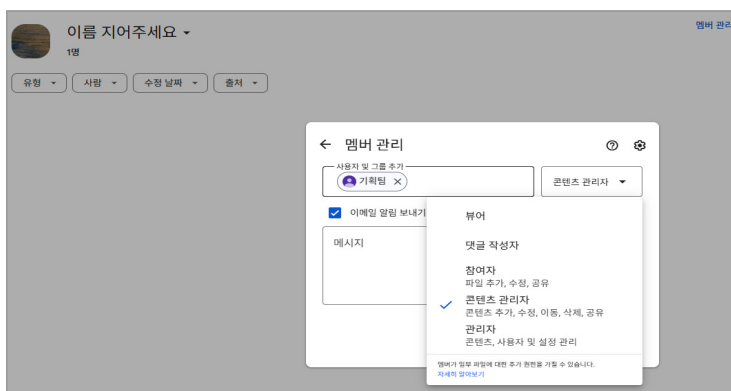 이름 지어주세요
1명
멤버 관리
유형
사람
수정 날짜
출처
멤버 관리
사용자 및 그룹 추가
기획팀
콘텐츠 관리자
이메일 알림 보내기
메시지
뷰어
댓글 작성자
참여자
파일 추가, 수정, 공유
콘텐츠 관리자
콘텐츠 추가, 수정, 이동, 삭제, 공유
관리자
콘텐츠, 사용자 및 설정 관리
멤버가 일부 파일에 대한 추가 권한을 가질 수 있습니다.
자세히 알아보기